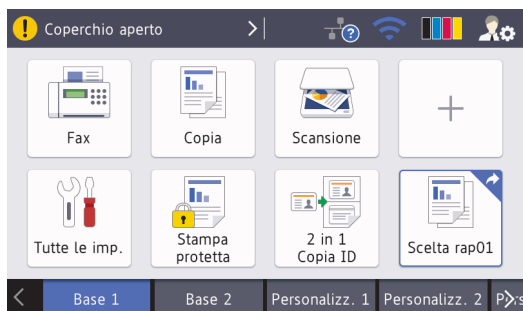 Coperchio aperto
Fax
Copia
Scansione
Tutte le imp.
Stampa
protetta
2 in 1
Copia ID
Scelta rap01
Base 1
Base 2
Personalizz. 1
Personalizz. 2